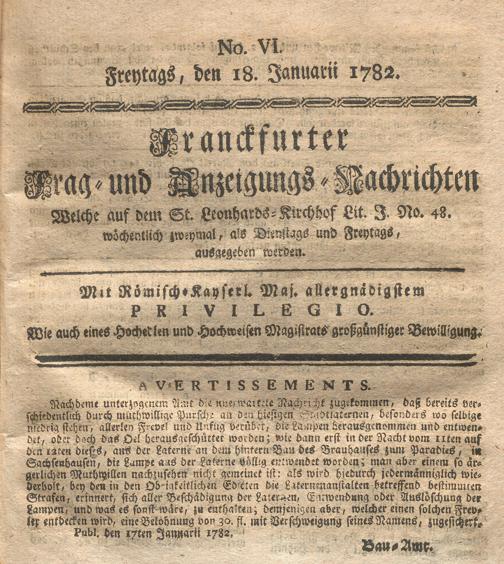 No. VI.
Freytags, den 18. Januarii 1782.
Franckfurter
Frag- und Anzeigungs-Nachrichten
Welche auf dem St. Leonhards-Kirchhof Lit. J. No. 48.
wöchentlich zweymal, als Dienstags und Freytags,
ausgegeben werden.
Mit Römisch-Kayserl. Maj. allergnädigstem
PRIVILEGIO.
Wie auch eines Hochedlen und Hochweisen Magistrats großgünstiger Bewilligung.
AVERTISSEMENTS.
Nachdeme unterzogenem Amt die unerwartete Nachricht zugekommen, daß bereits ver-
schiedentlich durch muthwillige Pursche an den hiesigen Stadtlaternen, besonders wo selbige
niedrig stehen, allerley Frevel und Unfug verübet, die Lampen herausgenommen und entwen-
det, oder doch das Oel herausgeschüttet worden; wie dann erst in der Nacht vom 11ten auf
den 12ten dieses, aus der Laterne an dem hintern Bau des Brauhauses zum Paradies, in
Sachsenhausen, die Lampe aus der Laterne völlig entwendet worden; man aber einem so är-
gerlichen Muthwillen nachzusehen nicht gemeinet ist: als wird hiedurch jedermänniglich wie-
derholt, bey den in den Obrigkeitlichen Edicten die Laternenanstalten betreffend bestimmten
Strafen, erinnert, sich aller Beschädigung der Laternen, Entwendung oder Auslöschung der
Lampen, und was es sonst wäre, zu enthalten; demjenigen aber, welcher einen solchen Frev-
ler entdecken wird, eine Belohnung von 30. fl. mit Verschweigung seines Namens, zugesichert.
Publ. den 17ten Januarii 1782.
Bau-Amt.